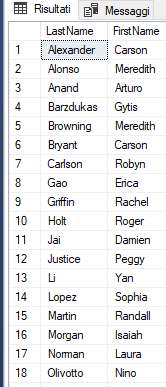 Risultati Messaggi
LastName FirstName
1 Alexander Carson
2 Alonso Meredith
3 Anand Arturo
4 Barzdukas Gytis
5 Browning Meredith
6 Bryant Carson
7 Carlson Robyn
8 Gao Erica
9 Griffin Rachel
10 Holt Roger
11 Jai Damien
12 Justice Peggy
13 Li Yan
14 Lopez Sophia
15 Martin Randall
16 Morgan Isaiah
17 Norman Laura
18 Olivotto Nino